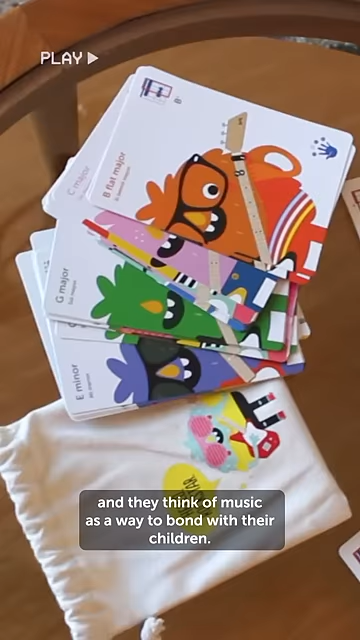 PLAY
B♭
B flat major
C major
G major
E minor
and they think of music
as a way to bond with their
children.